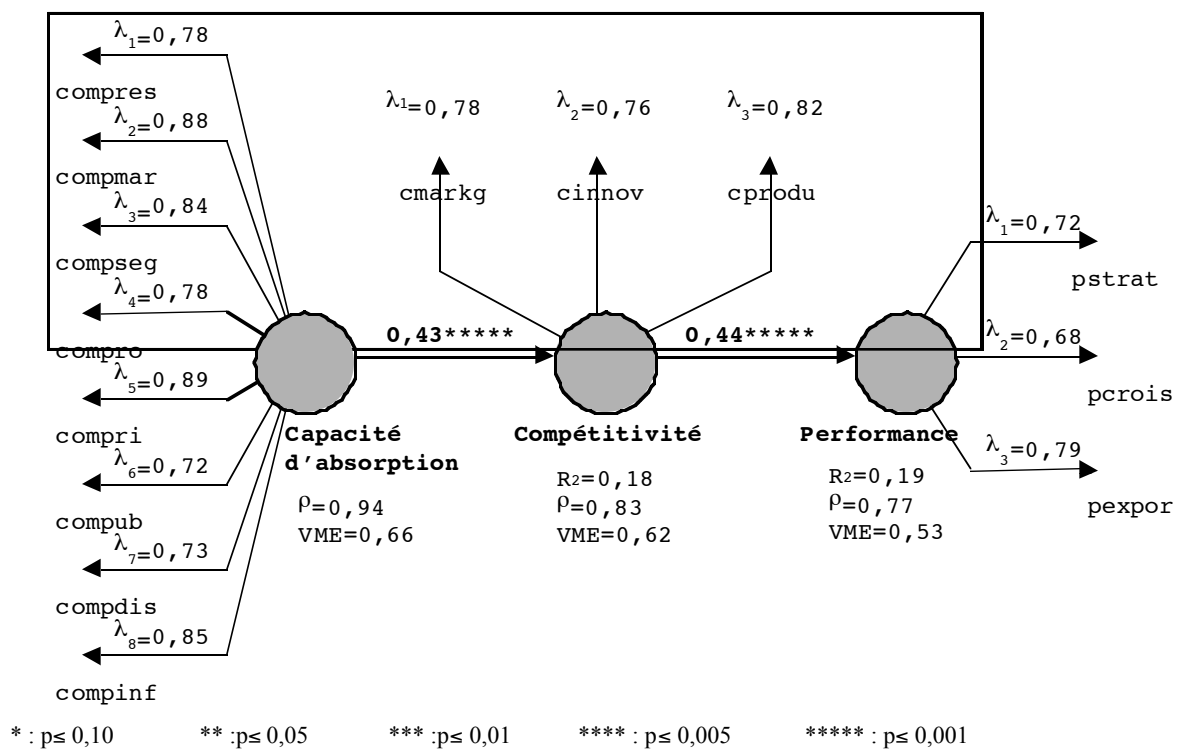 λ1=0,78
compres
λ2=0,88
compmar
λ3=0,84
compseg
λ4=0,78
compro
λ5=0,89
compri
λ6=0,72
compub
λ7=0,73
compdis
λ8=0,85
compinf
λ1=0,78 λ2=0,76 λ3=0,82
cmarkg cinnov cprodu
λ1=0,72
pstrat
λ2=0,68
pcrois
λ3=0,79
pexpor
0,43***** 0,44*****
Capacité
d'absorption
ρ=0,94
VME=0,66
Compétitivité
R2=0,18
ρ=0,83
VME=0,62
Performance
R2=0,19
ρ=0,77
VME=0,53
* : p≤ 0,10 ** :p≤ 0,05 *** :p≤ 0,01 **** : p≤ 0,005 ***** : p≤ 0,001